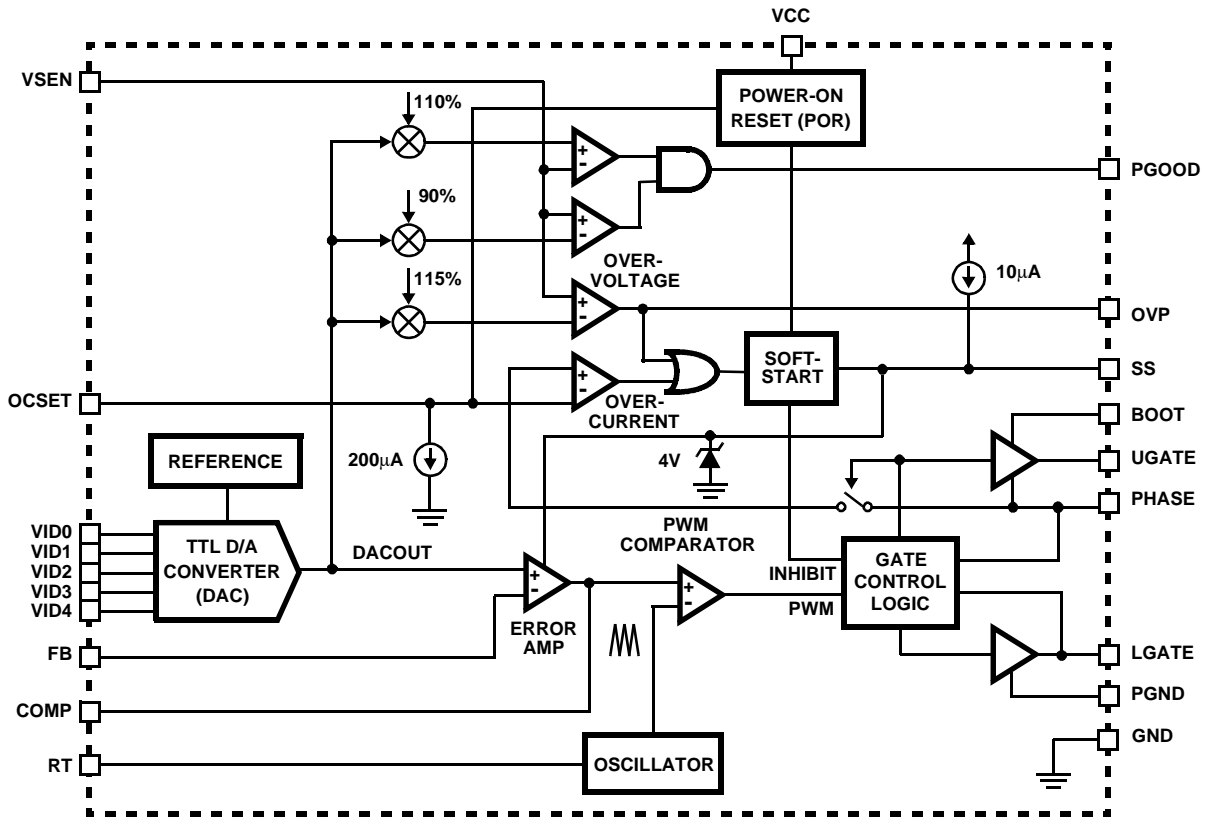 VCC
VSEN
POWER-ON
RESET (POR)
110%
PGOOD
90%
OVER-
VOLTAGE
10µA
115%
OVP
SOFT-
START
SS
OCSET
OVER-
CURRENT
BOOT
REFERENCE
200µA
4V
UGATE
PHASE
VID0
VID1
VID2
VID3
VID4
TTL D/A
CONVERTER
(DAC)
DACOUT
PWM
COMPARATOR
INHIBIT
PWM
GATE
CONTROL
LOGIC
ERROR
AMP
FB
LGATE
COMP
PGND
GND
RT
OSCILLATOR
+
-
+
-
+
-
+
-
+
-
+
-